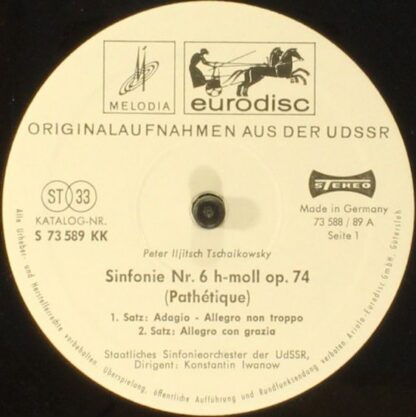 MELODIA
eurodisc
ORIGINALAUFNAHMEN AUS DER UDSSR
ST 33
KATALOG-NR.
S 73 589 KK
STEREO
Made in Germany
73 588 / 89 A
Seite 1
Peter Iljitsch Tschaikowsky
Sinfonie Nr. 6 h-moll op. 74
(Pathétique)
1. Satz: Adagio - Allegro non troppo
2. Satz: Allegro con grazia
Staatliches Sinfonieorchester der UdSSR,
Dirigent: Konstantin Iwanow
Alle Urheber- und Herstellerrechte vorbehalten. Überspielung, öffentliche Aufführung und Rundfunksendung verboten. Ariola-Eurodisc GmbH, Gütersloh